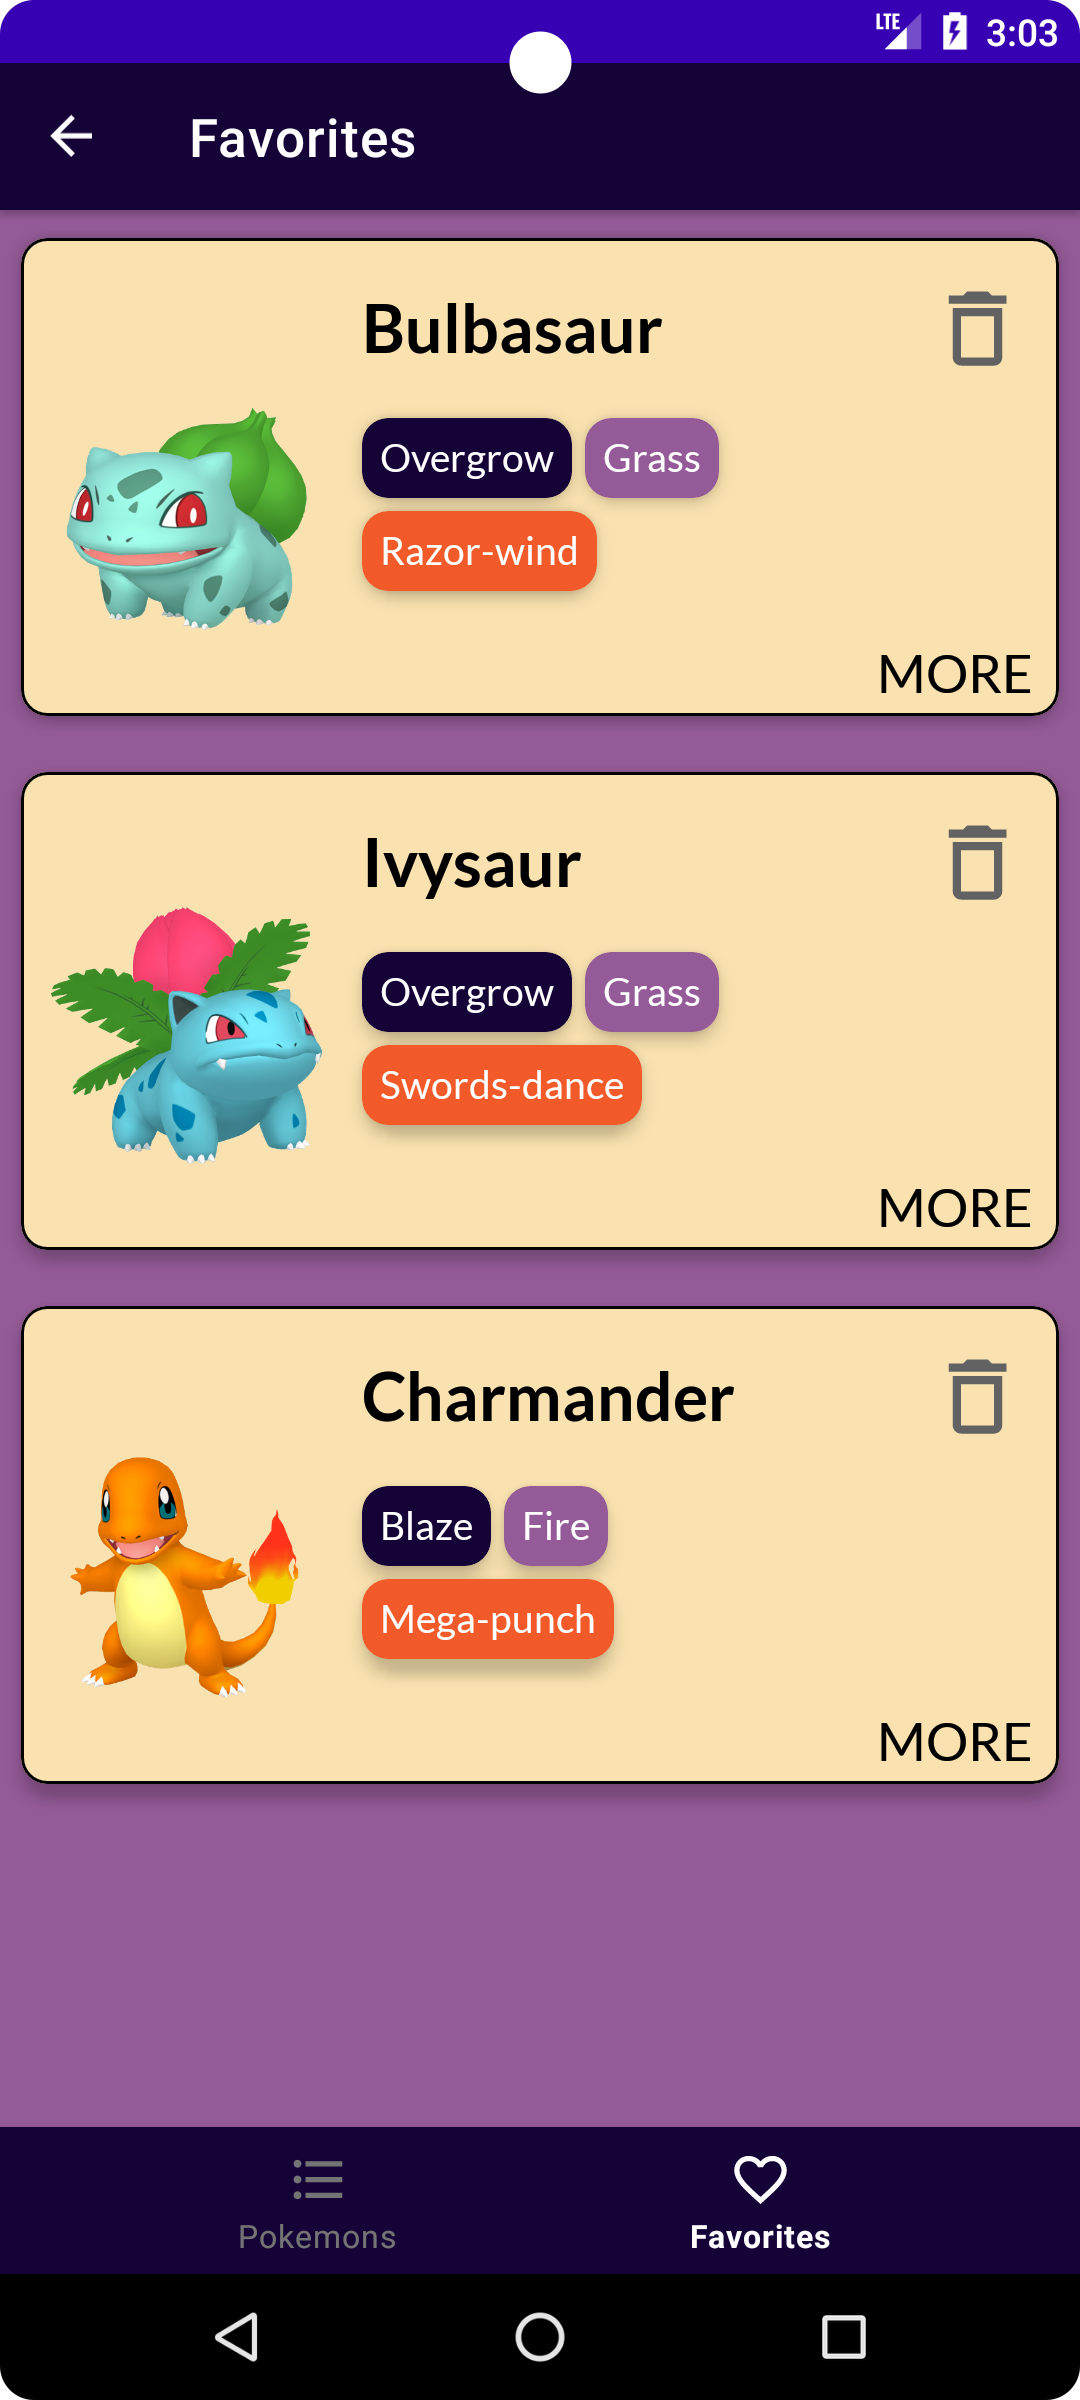 LTE 3:03
Favorites
Bulbasaur
Overgrow Grass
Razor-wind
MORE
Ivysaur
Overgrow Grass
Swords-dance
MORE
Charmander
Blaze Fire
Mega-punch
MORE
Pokemons Favorites